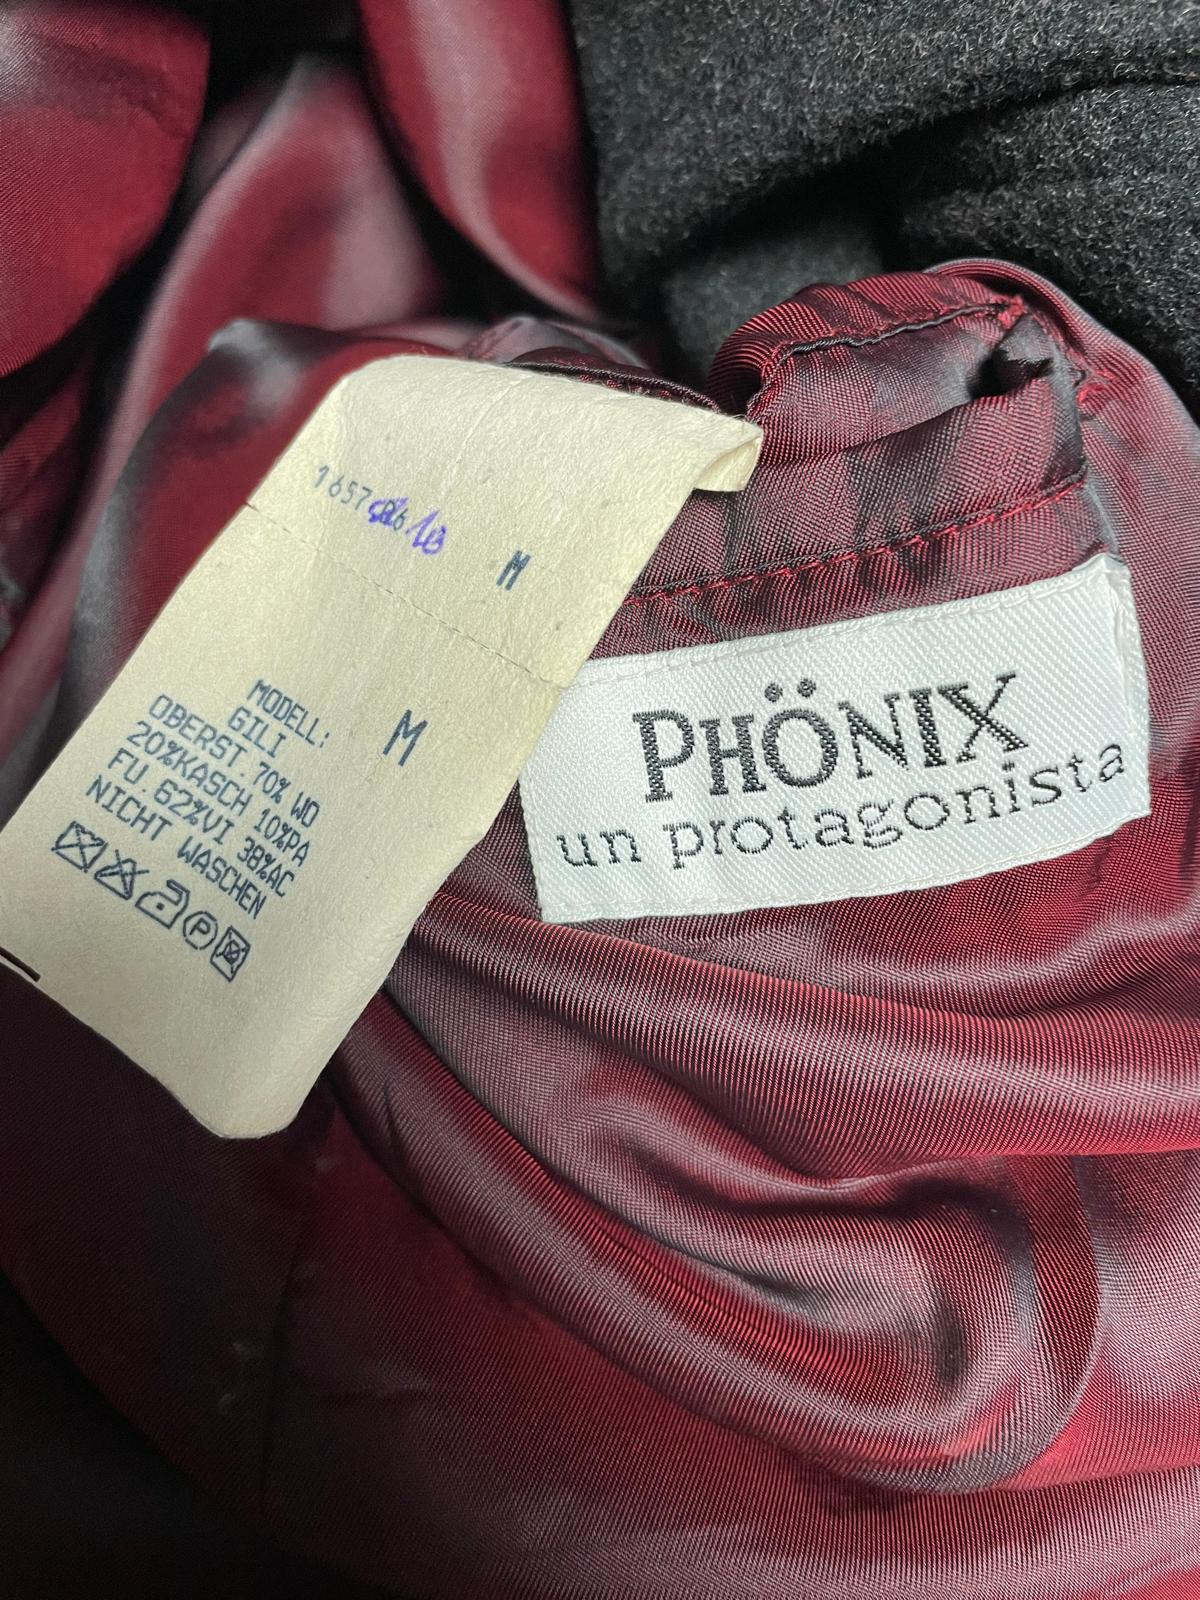 1657
M
MODELL:
GILI
M
OBERST. 70% WO
20%KASCH 10%PA
FU. 62%VI 38%AC
NICHT WASCHEN
P
PHÖNIX
un protagonista